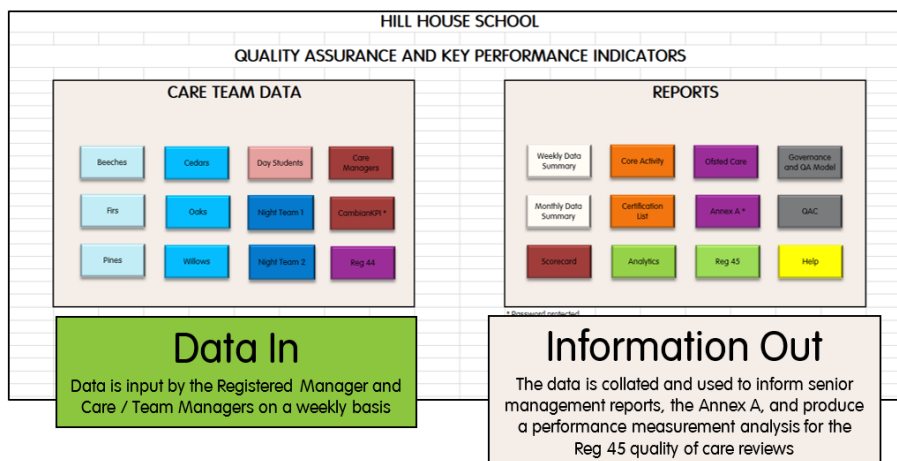 HILL HOUSE SCHOOL
QUALITY ASSURANCE AND KEY PERFORMANCE INDICATORS
CARE TEAM DATA
Beeches
Cedars
Day Students
Care
Managers
Firs
Oaks
Night Team 1
CambianKPI *
Pines
Willows
Night Team 2
Reg 44
REPORTS
Weekly Data
Summary
Core Activity
Ofsted Care
Governance
and QA Model
Monthly Data
Summary
Certification
List
Annex A *
QAC
Scorecard
Analytics
Reg 45
Help
* Password protected
Data In
Data is input by the Registered Manager and
Care / Team Managers on a weekly basis
Information Out
The data is collated and used to inform senior
management reports, the Annex A, and produce
a performance measurement analysis for the
Reg 45 quality of care reviews